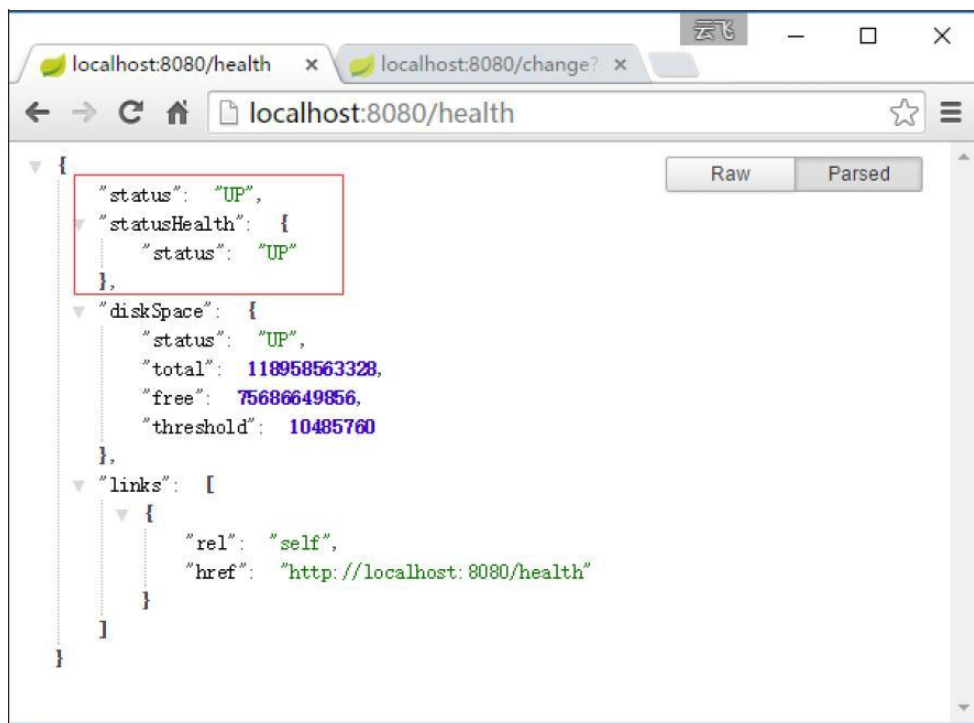 云飞
localhost:8080/health
localhost:8080/change?
localhost:8080/health
Raw Parsed
{
"status": "UP",
"statusHealth": {
"status": "UP"
},
"diskSpace": {
"status": "UP",
"total": 118958563328,
"free": 75686649856,
"threshold": 10485760
},
"links": [
{
"rel": "self",
"href": "http://localhost:8080/health"
}
]
}